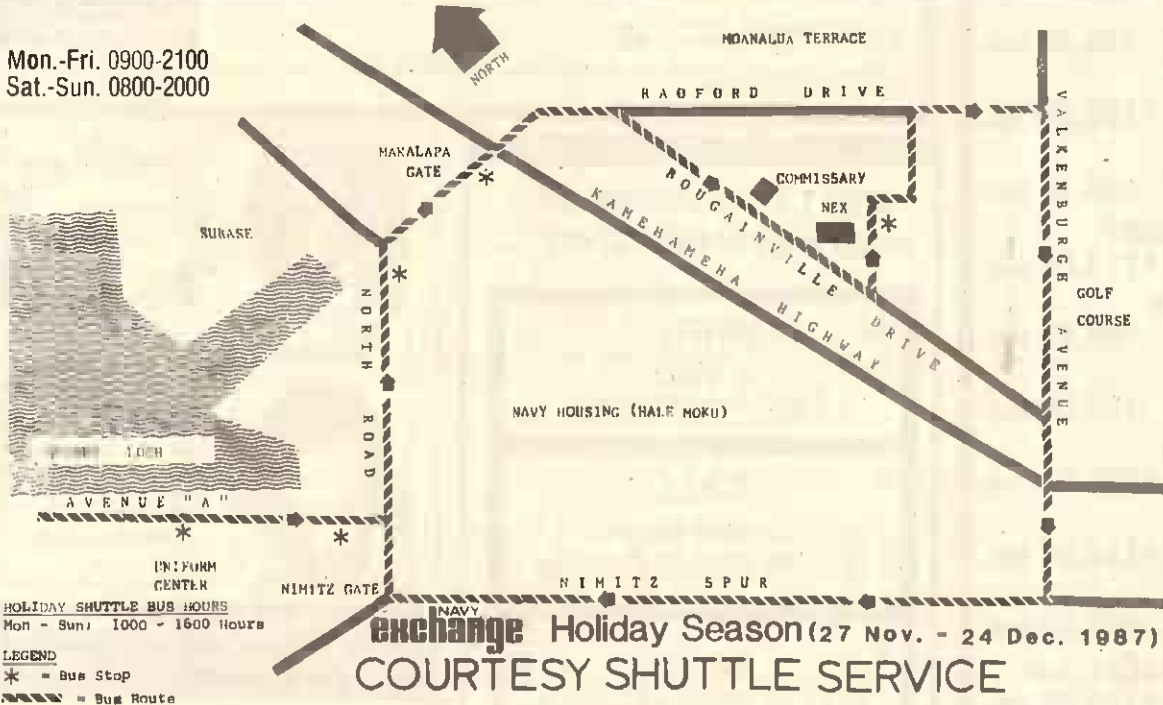 Mon.-Fri. 0900-2100
Sat.-Sun. 0800-2000
NORTH
MOANALUA TERRACE
RADFORD DRIVE
VALKENBURGH AVENUE
MAKALAPA
GATE
COMMISSARY
NEX
BOUGAINVILLE DRIVE
KAMEHAMEHA HIGHWAY
SUBASE
NORTH ROAD
GOLF
COURSE
NAVY HOUSING (HALE MOKU)
LOCH
AVENUE "A"
UNIFORM
CENTER
NIMITZ GATE
NIMITZ SPUR
HOLIDAY SHUTTLE BUS HOURS
Mon - Sun: 1000 - 1600 Hours
LEGEND
* = Bus Stop
= Bus Route
NAVY
exchange Holiday Season (27 Nov. - 24 Dec. 1987)
COURTESY SHUTTLE SERVICE